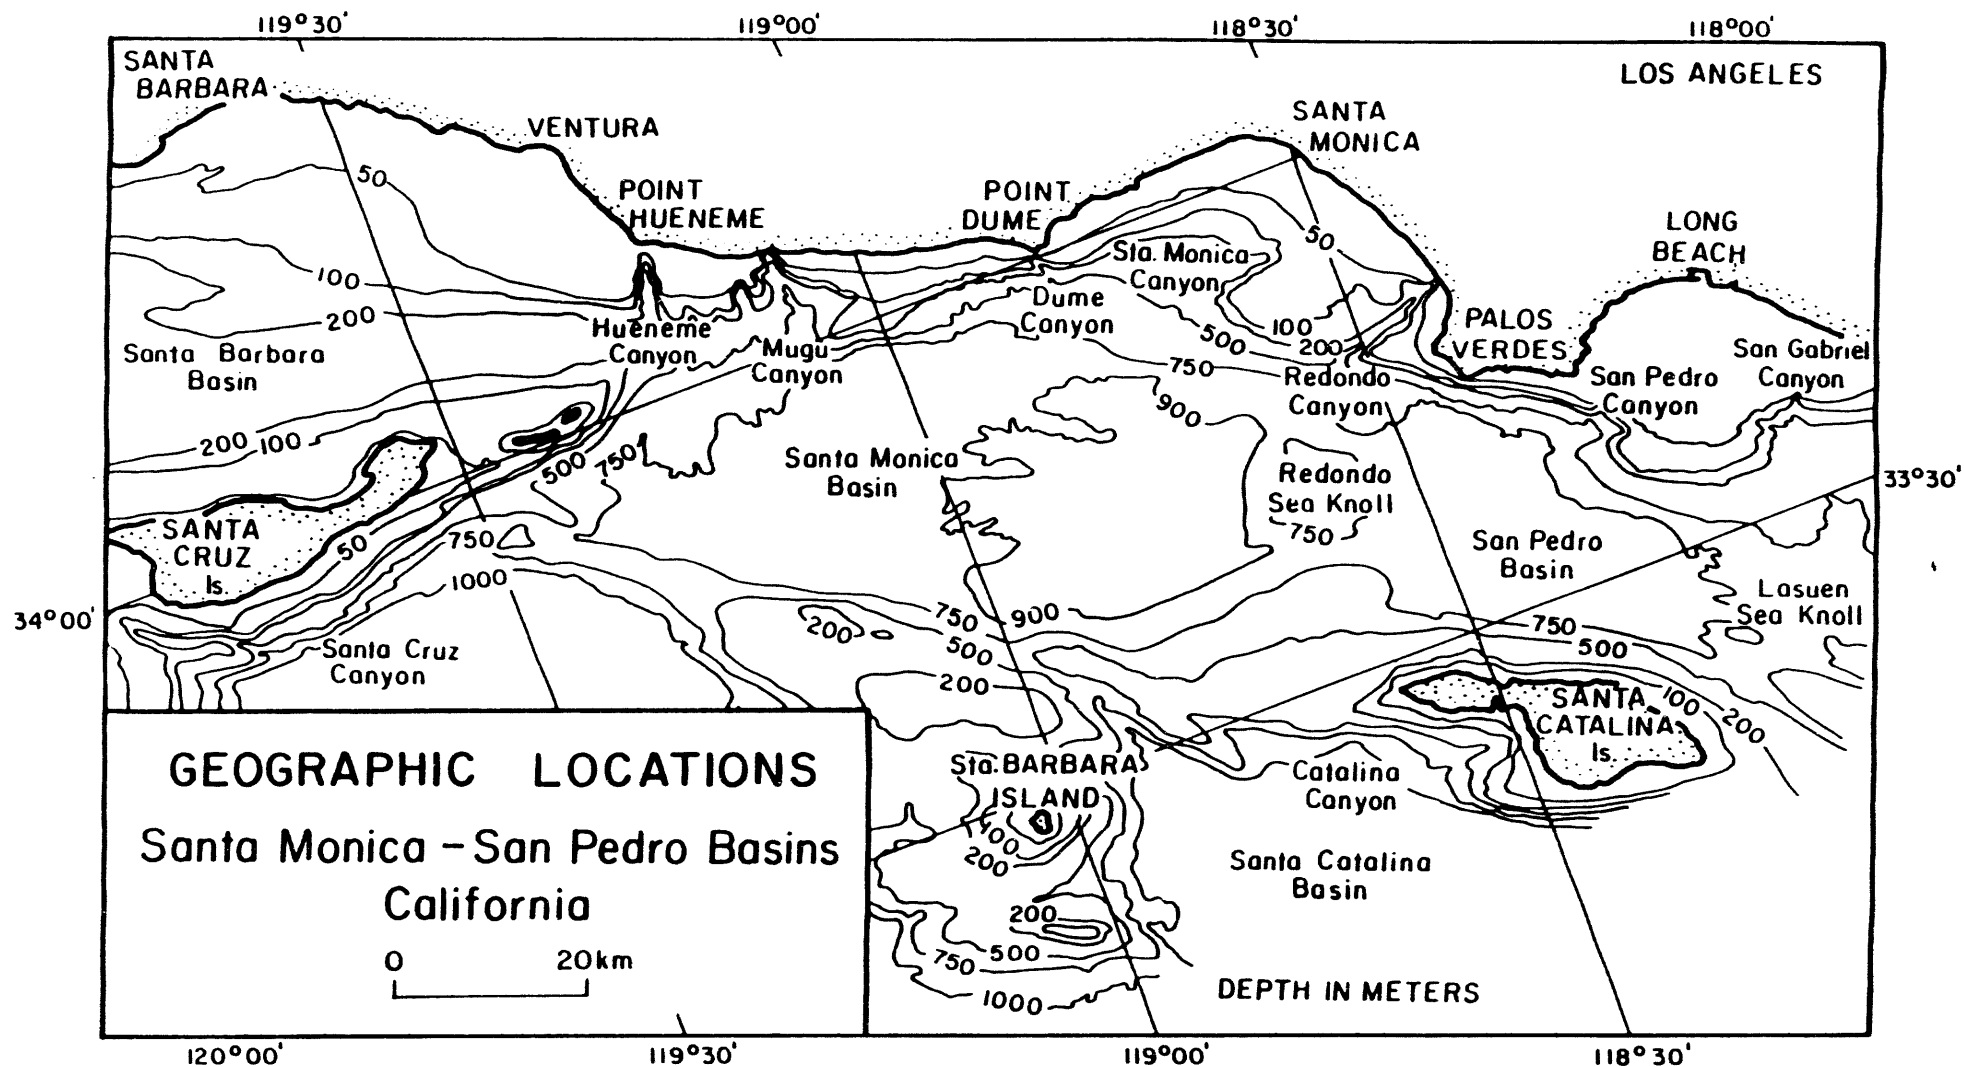 119°30'
119°00'
118°30'
118°00'
SANTA
BARBARA
LOS ANGELES
VENTURA
SANTA
MONICA
50
POINT
HUENEME
POINT
DUME
LONG
BEACH
50
Sta. Monica
Canyon
100
200
Dume
Canyon
100
200
500
750
Hueneme
Canyon
Mugu
Canyon
PALOS
VERDES
Santa Barbara
Basin
San Gabriel
Canyon
Redondo
Canyon
San Pedro
Canyon
900
200
100
500
750
Santa Monica
Basin
Redondo
Sea Knoll
750
33°30'
SANTA
CRUZ
Is.
50
750
1000
San Pedro
Basin
Lasuen
Sea Knoll
34°00'
750
900
500
200
200
750
500
Santa Cruz
Canyon
SANTA
CATALINA
Is.
100
200
GEOGRAPHIC LOCATIONS
Santa Monica – San Pedro Basins
California
0 20km
Sta. BARBARA
ISLAND
400
200
Catalina
Canyon
Santa Catalina
Basin
200
500
750
1000
DEPTH IN METERS
120°00'
119°30'
119°00'
118°30'